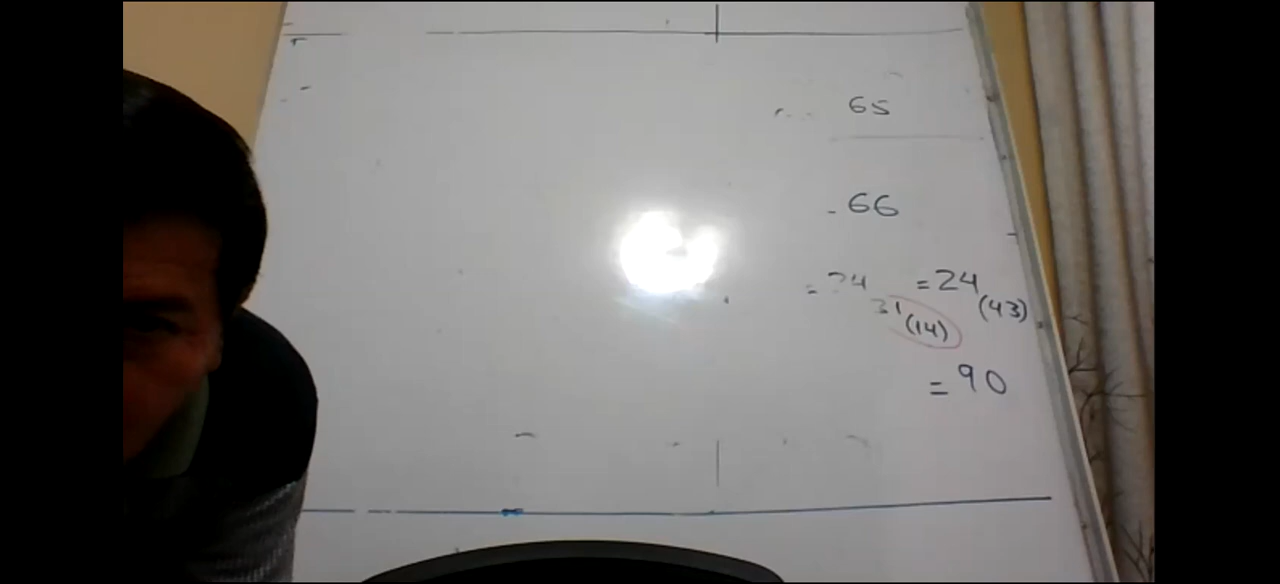 65
- 66
= 24 = 24
31 (14) (43)
= 90